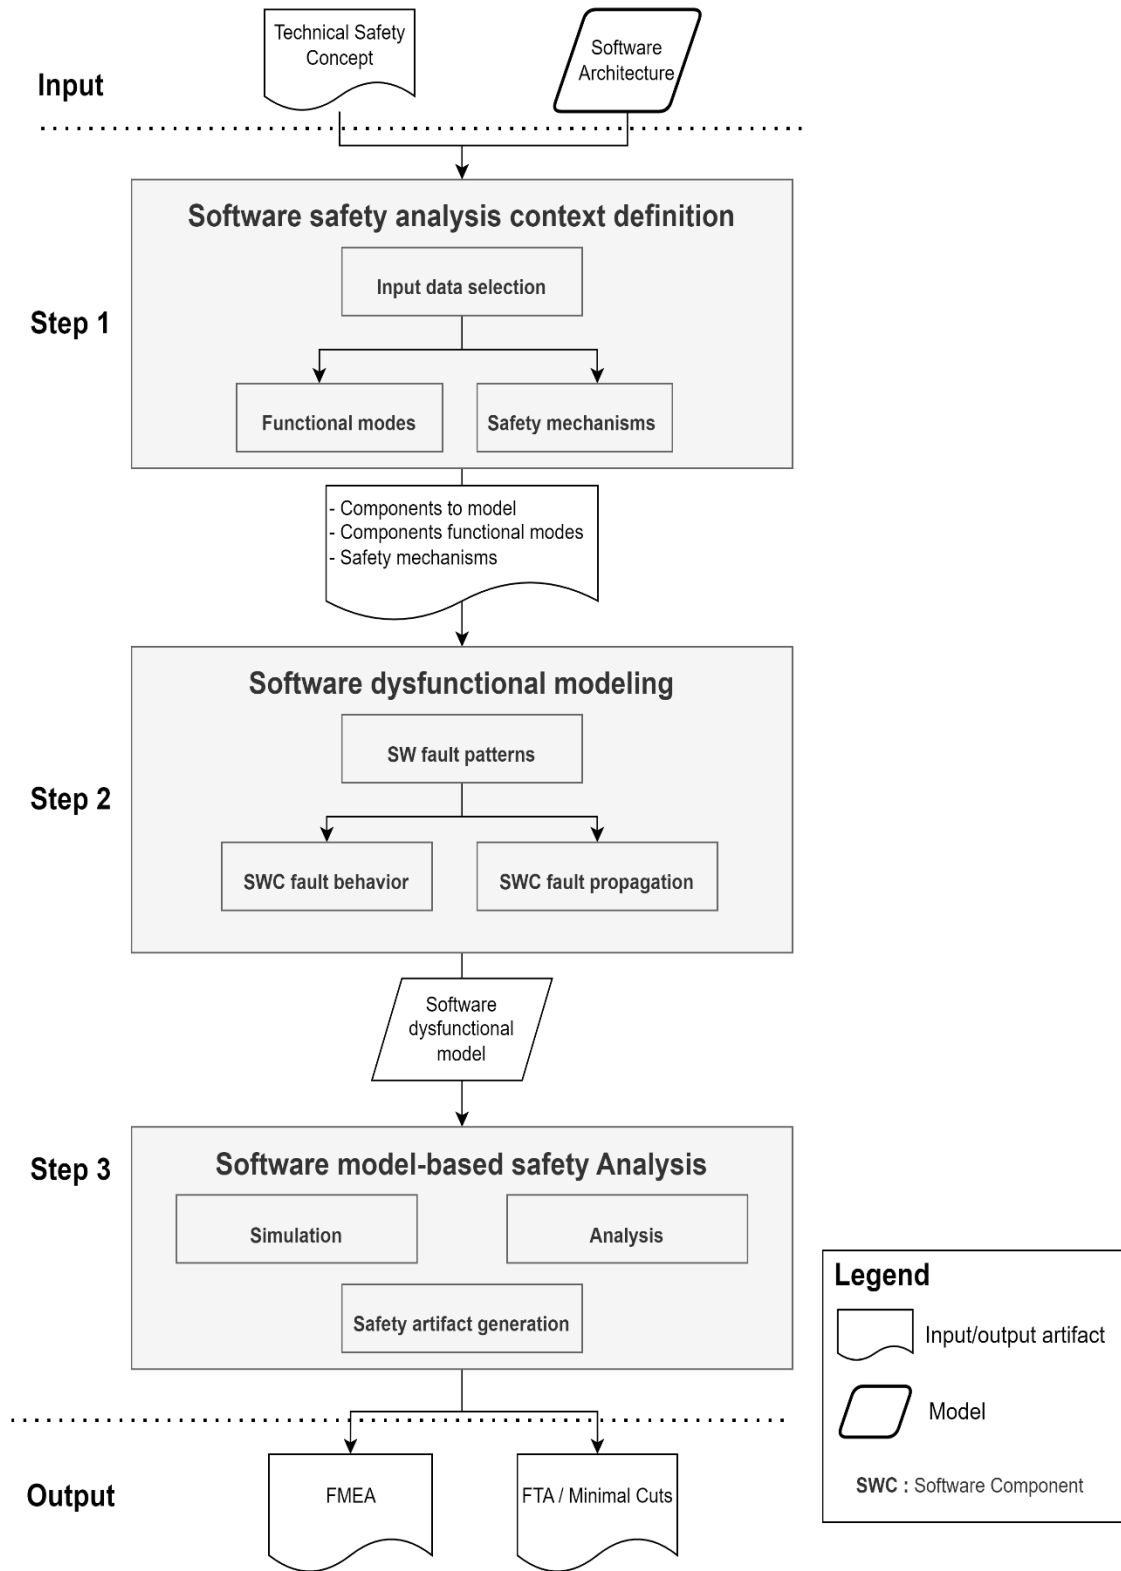 Technical Safety
Concept
Software
Architecture
Input
Software safety analysis context definition
Input data selection
Step 1
Functional modes
Safety mechanisms
- Components to model
- Components functional modes
- Safety mechanisms
Software dysfunctional modeling
SW fault patterns
Step 2
SWC fault behavior
SWC fault propagation
Software
dysfunctional
model
Step 3
Software model-based safety Analysis
Simulation
Analysis
Safety artifact generation
Legend
Input/output artifact
Model
SWC : Software Component
Output
FMEA
FTA / Minimal Cuts